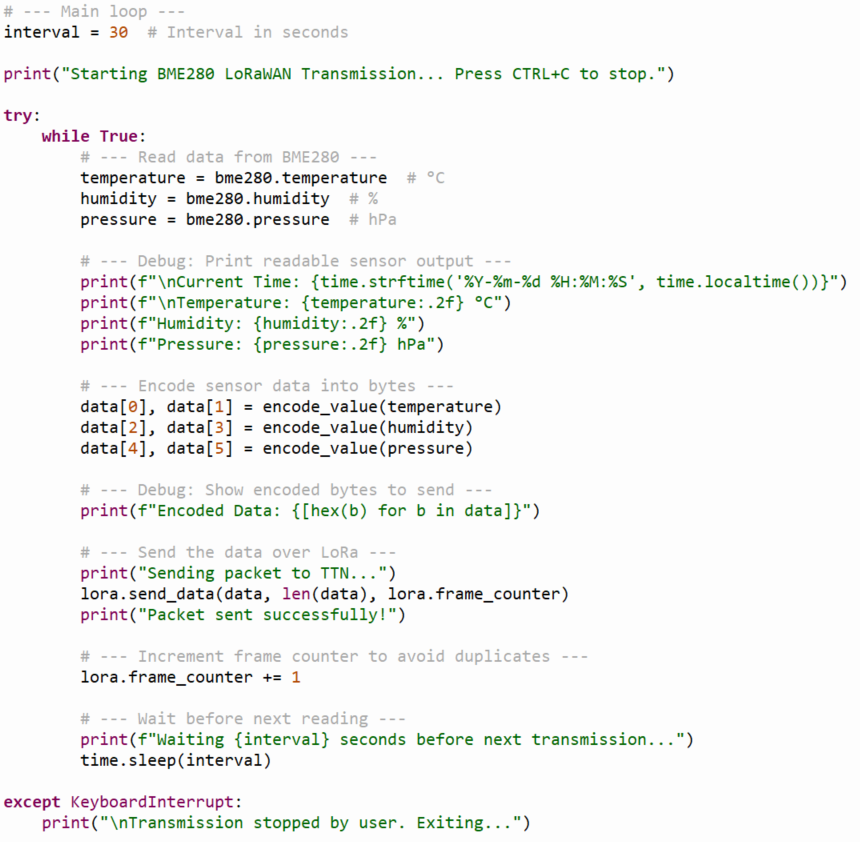 # --- Main loop ---
interval = 30  # Interval in seconds

print("Starting BME280 LoRaWAN Transmission... Press CTRL+C to stop.")

try:
    while True:
        # --- Read data from BME280 ---
        temperature = bme280.temperature  # °C
        humidity = bme280.humidity  # %
        pressure = bme280.pressure  # hPa

        # --- Debug: Print readable sensor output ---
        print(f"\nCurrent Time: {time.strftime('%Y-%m-%d %H:%M:%S', time.localtime())}")
        print(f"\nTemperature: {temperature:.2f} °C")
        print(f"Humidity: {humidity:.2f} %")
        print(f"Pressure: {pressure:.2f} hPa")

        # --- Encode sensor data into bytes ---
        data[0], data[1] = encode_value(temperature)
        data[2], data[3] = encode_value(humidity)
        data[4], data[5] = encode_value(pressure)

        # --- Debug: Show encoded bytes to send ---
        print(f"Encoded Data: {[hex(b) for b in data]}")

        # --- Send the data over LoRa ---
        print("Sending packet to TTN...")
        lora.send_data(data, len(data), lora.frame_counter)
        print("Packet sent successfully!")

        # --- Increment frame counter to avoid duplicates ---
        lora.frame_counter += 1

        # --- Wait before next reading ---
        print(f"Waiting {interval} seconds before next transmission...")
        time.sleep(interval)

except KeyboardInterrupt:
    print("\nTransmission stopped by user. Exiting...")